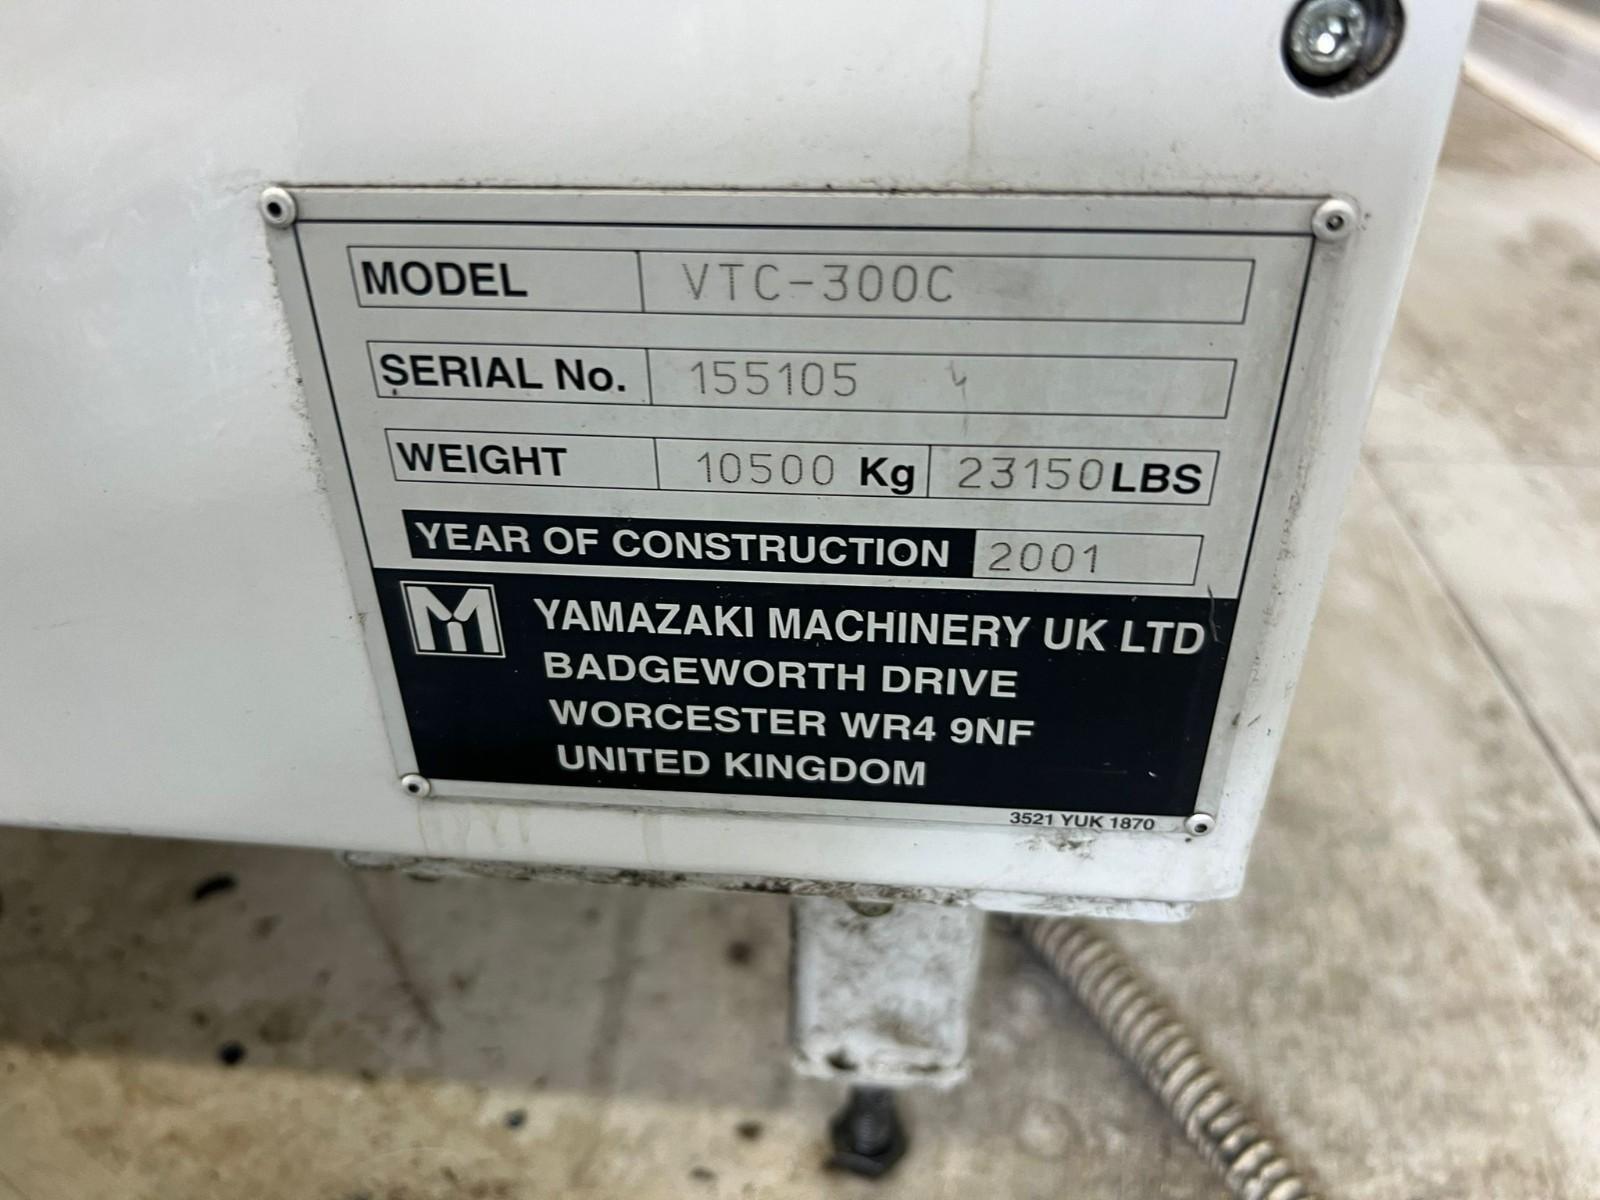 MODEL VTC-300C
SERIAL No. 155105
WEIGHT 10500 Kg 23150 LBS
YEAR OF CONSTRUCTION 2001
YAMAZAKI MACHINERY UK LTD
BADGEWORTH DRIVE
WORCESTER WR4 9NF
UNITED KINGDOM
3521 YUK 1870